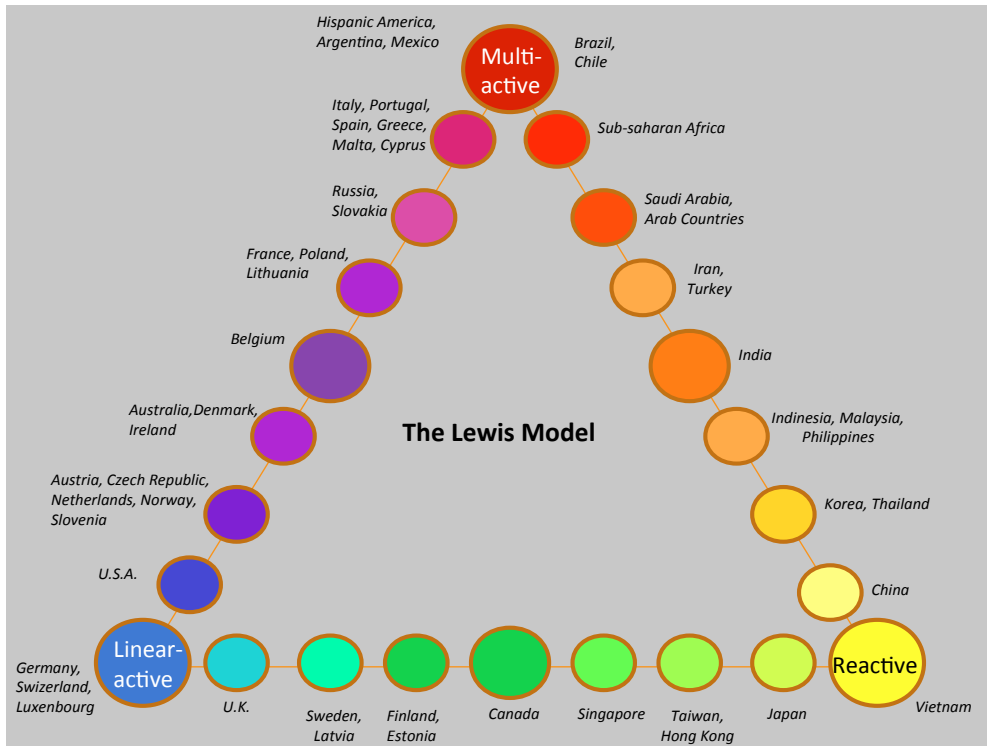 Hispanic America,
Argentina, Mexico
Multi-
active
Brazil,
Chile
Italy, Portugal,
Spain, Greece,
Malta, Cyprus
Sub-saharan Africa
Russia,
Slovakia
Saudi Arabia,
Arab Countries
France, Poland,
Lithuania
Iran,
Turkey
Belgium
India
Australia,Denmark,
Ireland
The Lewis Model
Indinesia, Malaysia,
Philippines
Austria, Czech Republic,
Netherlands, Norway,
Slovenia
Korea, Thailand
U.S.A.
China
Linear-
active
Germany,
Swizerland,
Luxenbourg
U.K.
Sweden,
Latvia
Finland,
Estonia
Canada
Singapore
Taiwan,
Hong Kong
Japan
Reactive
Vietnam